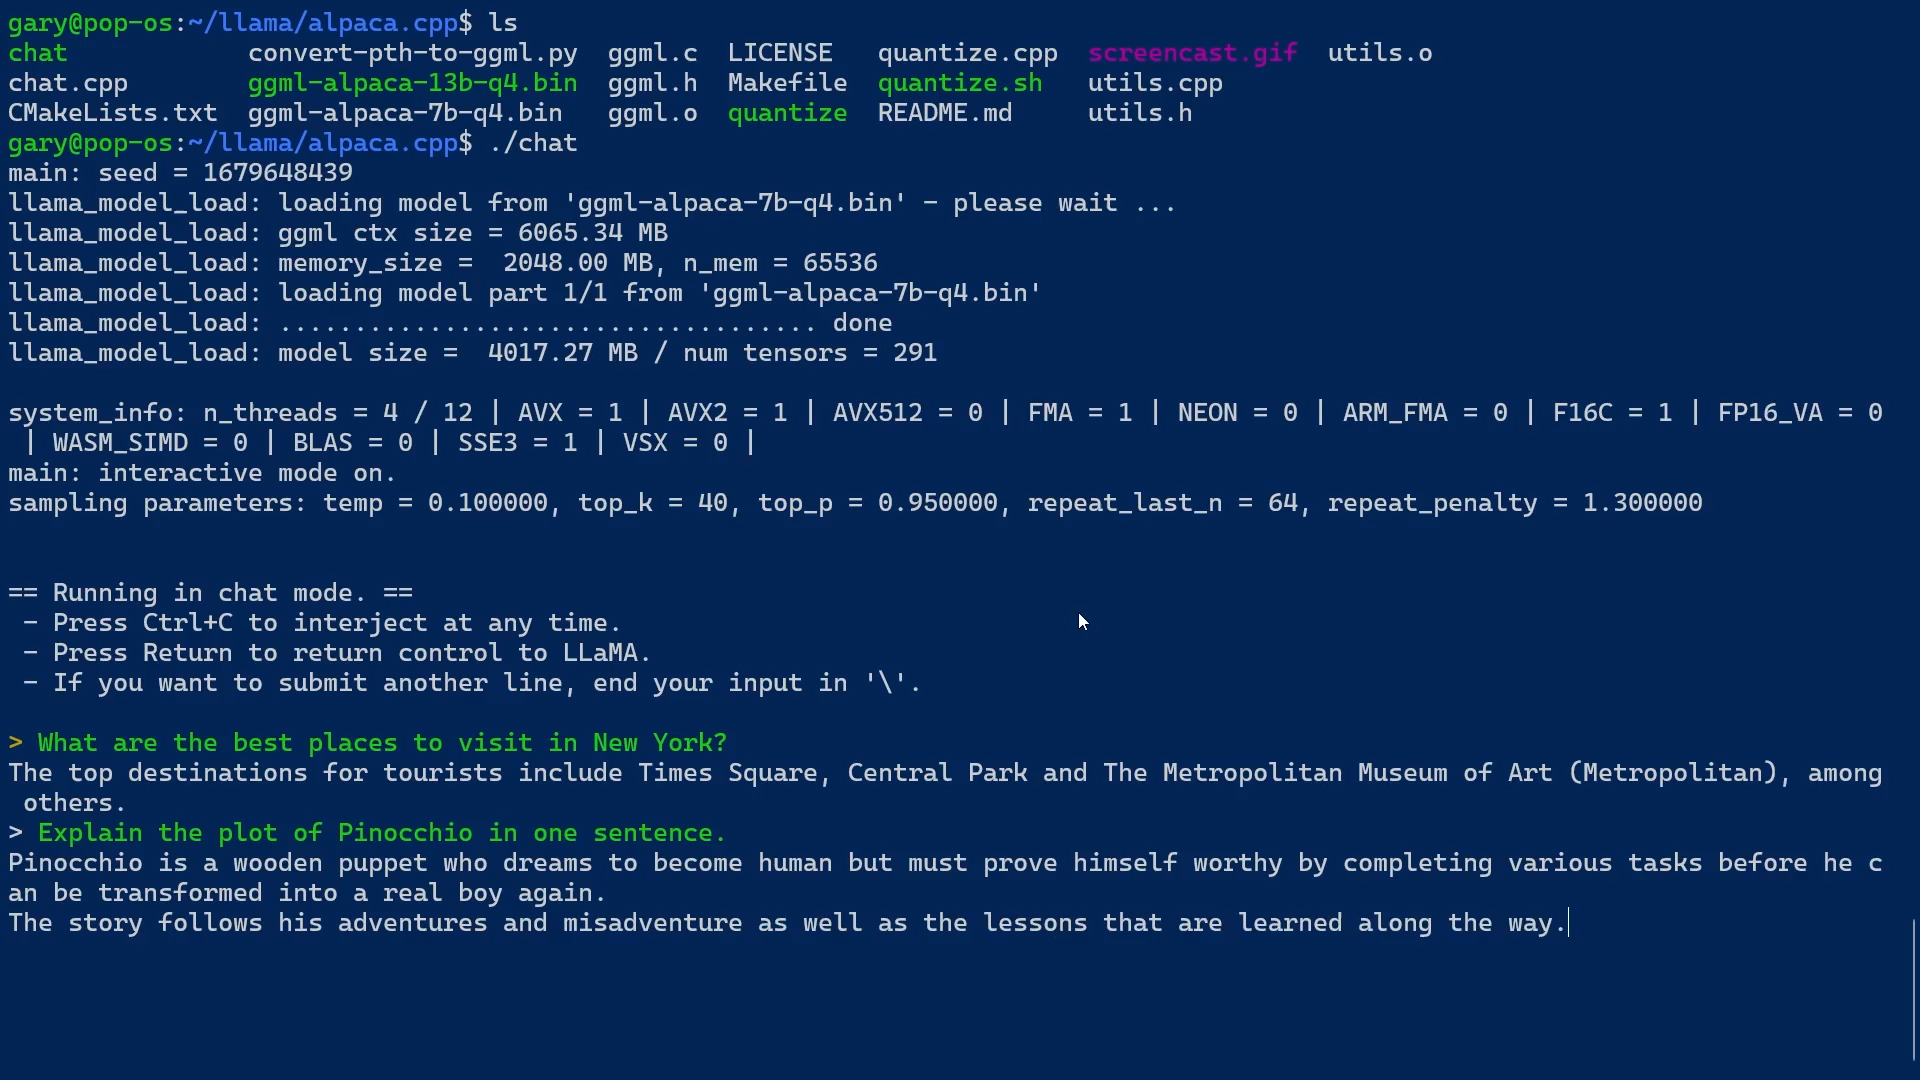 gary@pop-os:~/llama/alpaca.cpp$ ls
chat            convert-pth-to-ggml.py  ggml.c  LICENSE   quantize.cpp  screencast.gif  utils.o
chat.cpp        ggml-alpaca-13b-q4.bin  ggml.h  Makefile  quantize.sh   utils.cpp
CMakeLists.txt  ggml-alpaca-7b-q4.bin   ggml.o  quantize  README.md     utils.h
gary@pop-os:~/llama/alpaca.cpp$ ./chat
main: seed = 1679648439
llama_model_load: loading model from 'ggml-alpaca-7b-q4.bin' - please wait ...
llama_model_load: ggml ctx size = 6065.34 MB
llama_model_load: memory_size =  2048.00 MB, n_mem = 65536
llama_model_load: loading model part 1/1 from 'ggml-alpaca-7b-q4.bin'
llama_model_load: .................................... done
llama_model_load: model size =  4017.27 MB / num tensors = 291
system_info: n_threads = 4 / 12 | AVX = 1 | AVX2 = 1 | AVX512 = 0 | FMA = 1 | NEON = 0 | ARM_FMA = 0 | F16C = 1 | FP16_VA = 0
 | WASM_SIMD = 0 | BLAS = 0 | SSE3 = 1 | VSX = 0 |
main: interactive mode on.
sampling parameters: temp = 0.100000, top_k = 40, top_p = 0.950000, repeat_last_n = 64, repeat_penalty = 1.300000
== Running in chat mode. ==
 - Press Ctrl+C to interject at any time.
 - Press Return to return control to LLaMA.
 - If you want to submit another line, end your input in '\'.
> What are the best places to visit in New York?
The top destinations for tourists include Times Square, Central Park and The Metropolitan Museum of Art (Metropolitan), among
 others.
> Explain the plot of Pinocchio in one sentence.
Pinocchio is a wooden puppet who dreams to become human but must prove himself worthy by completing various tasks before he c
an be transformed into a real boy again.
The story follows his adventures and misadventure as well as the lessons that are learned along the way.